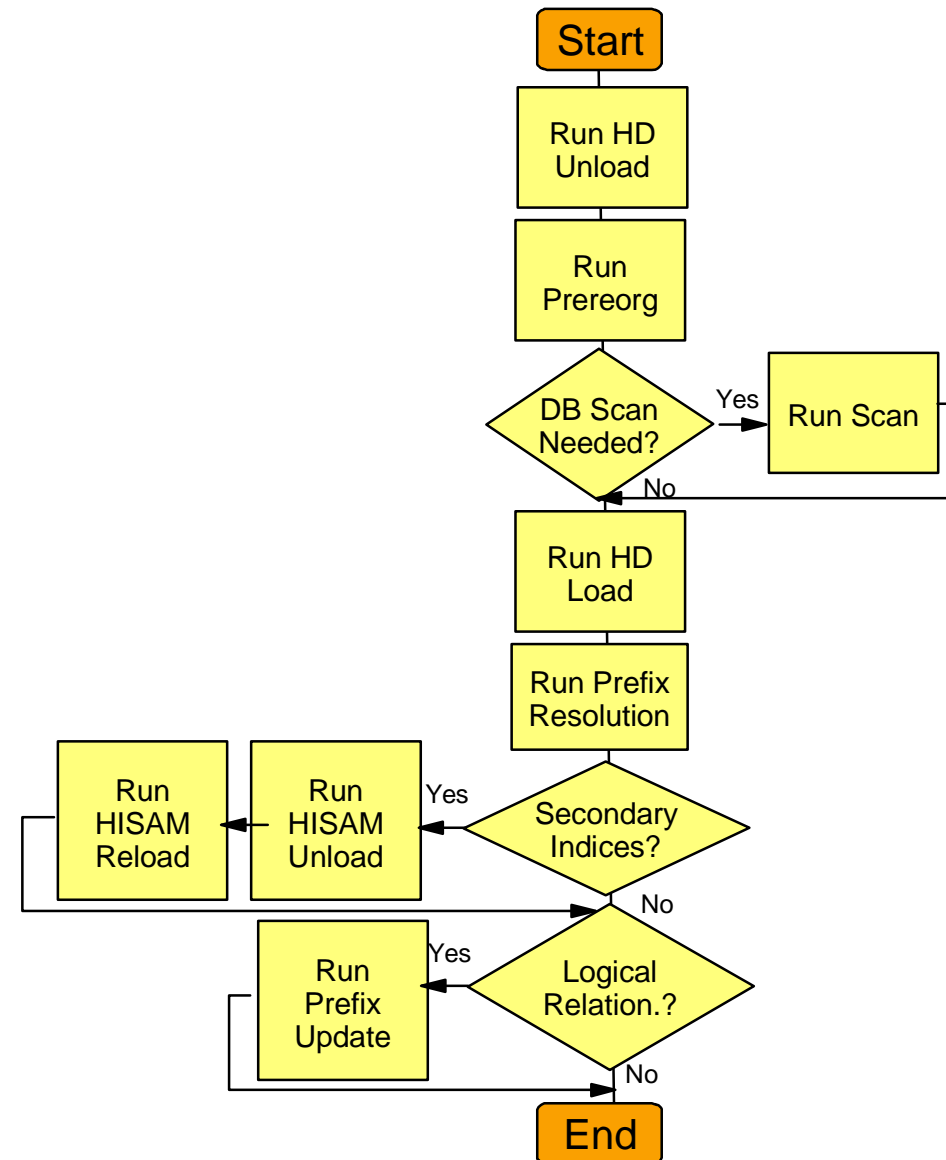 Start
Run HD
Unload
Run
Prereorg
DB Scan
Needed?
Yes
Run Scan
No
Run HD
Load
Run Prefix
Resolution
Secondary
Indices?
Yes
Run
HISAM
Unload
Run
HISAM
Reload
No
Logical
Relation.?
Yes
Run
Prefix
Update
No
End